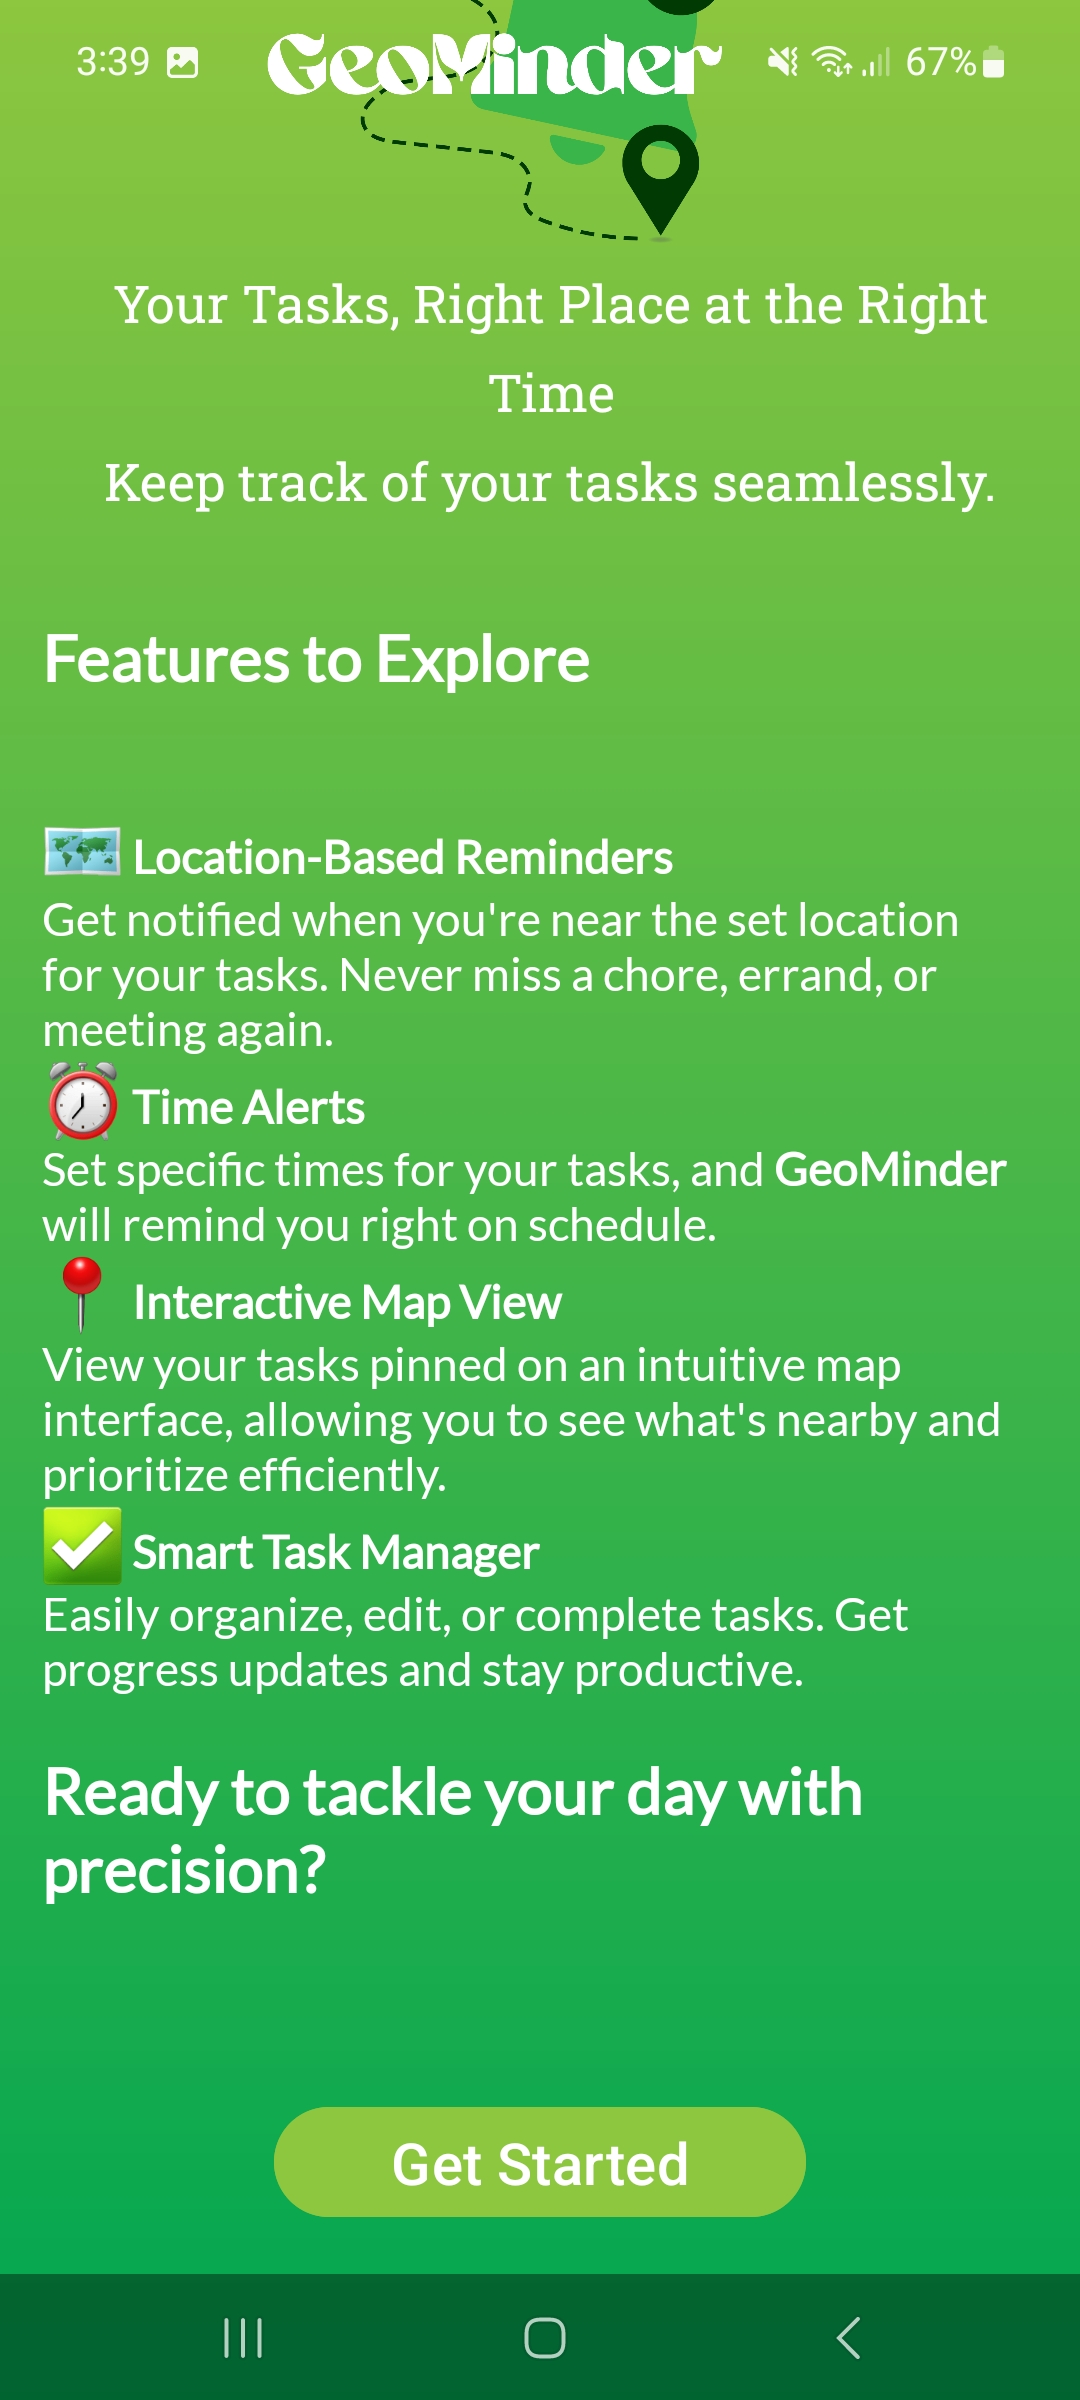 3:39
GeoMinder
67%
Your Tasks, Right Place at the Right
Time
Keep track of your tasks seamlessly.
Features to Explore
Location-Based Reminders
Get notified when you're near the set location
for your tasks. Never miss a chore, errand, or
meeting again.
Time Alerts
Set specific times for your tasks, and GeoMinder
will remind you right on schedule.
Interactive Map View
View your tasks pinned on an intuitive map
interface, allowing you to see what's nearby and
prioritize efficiently.
Smart Task Manager
Easily organize, edit, or complete tasks. Get
progress updates and stay productive.
Ready to tackle your day with
precision?
Get Started